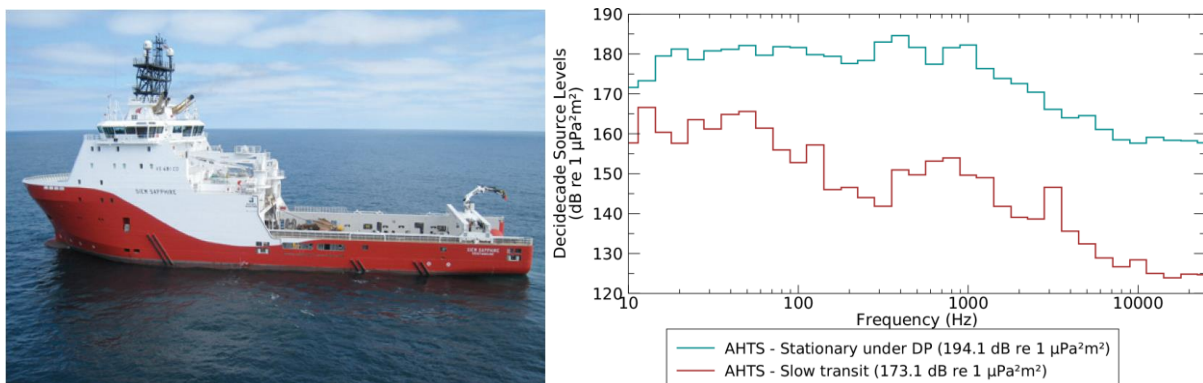 SIEM SAPPHIRE
SIEM SAPPHIRE
190
180
170
160
150
140
130
120
Decidecade Source Levels
(dB re 1 µPa²m²)
10
100
1000
10000
Frequency (Hz)
AHTS - Stationary under DP (194.1 dB re 1 µPa²m²)
AHTS - Slow transit (173.1 dB re 1 µPa²m²)